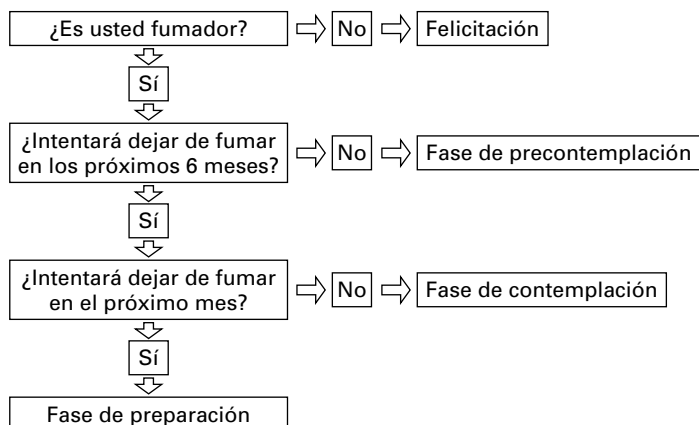 ¿Es usted fumador?
No
Felicitación
Sí
¿Intentará dejar de fumar
en los próximos 6 meses?
No
Fase de precontemplación
Sí
¿Intentará dejar de fumar
en el próximo mes?
No
Fase de contemplación
Sí
Fase de preparación